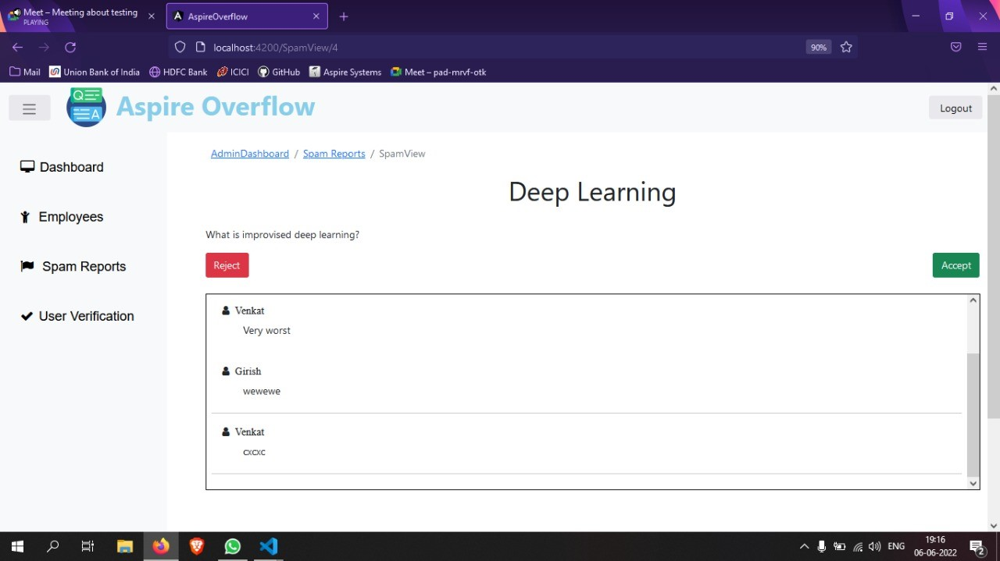 Meet – Meeting about testing
PLAYING
AspireOverflow
localhost:4200/SpamView/4
90%
Mail
Union Bank of India
HDFC Bank
ICICI
GitHub
Aspire Systems
Meet – pad-mrvf-otk
Q
A
Aspire Overflow
Logout
Dashboard
Employees
Spam Reports
User Verification
AdminDashboard / Spam Reports / SpamView
Deep Learning
What is improvised deep learning?
Reject
Accept
Venkat
Very worst
Girish
wewewe
Venkat
cxcxc
ENG
19:16
06-06-2022
2